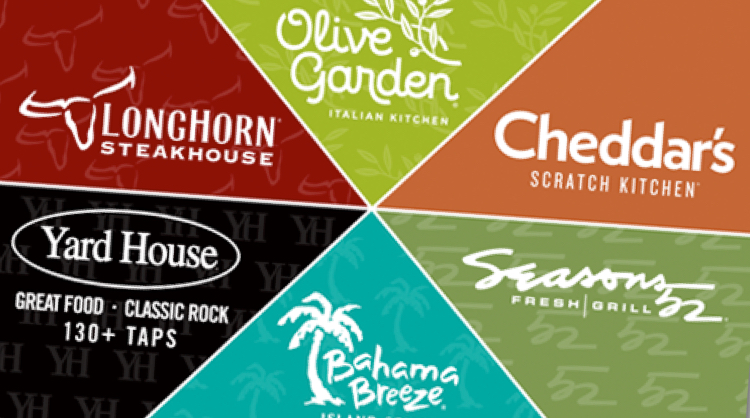 Olive
Garden
ITALIAN KITCHEN
LONGHORN
STEAKHOUSE
Cheddar's
SCRATCH KITCHEN
Yard House
GREAT FOOD · CLASSIC ROCK
130+ TAPS
Seasons 52
FRESH | GRILL
Bahama
Breeze
ISLAND